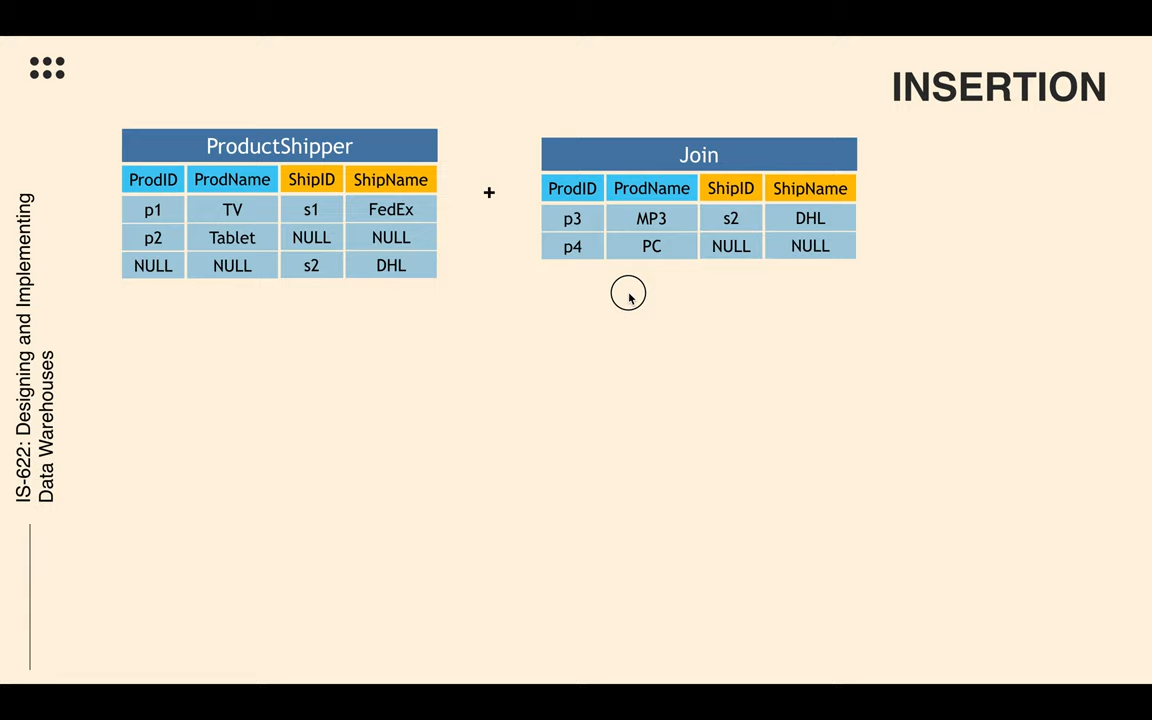 INSERTION
ProductShipper
ProdID ProdName ShipID ShipName
p1 TV s1 FedEx
p2 Tablet NULL NULL
NULL NULL s2 DHL
+
Join
ProdID ProdName ShipID ShipName
p3 MP3 s2 DHL
p4 PC NULL NULL
IS-622: Designing and Implementing
Data Warehouses